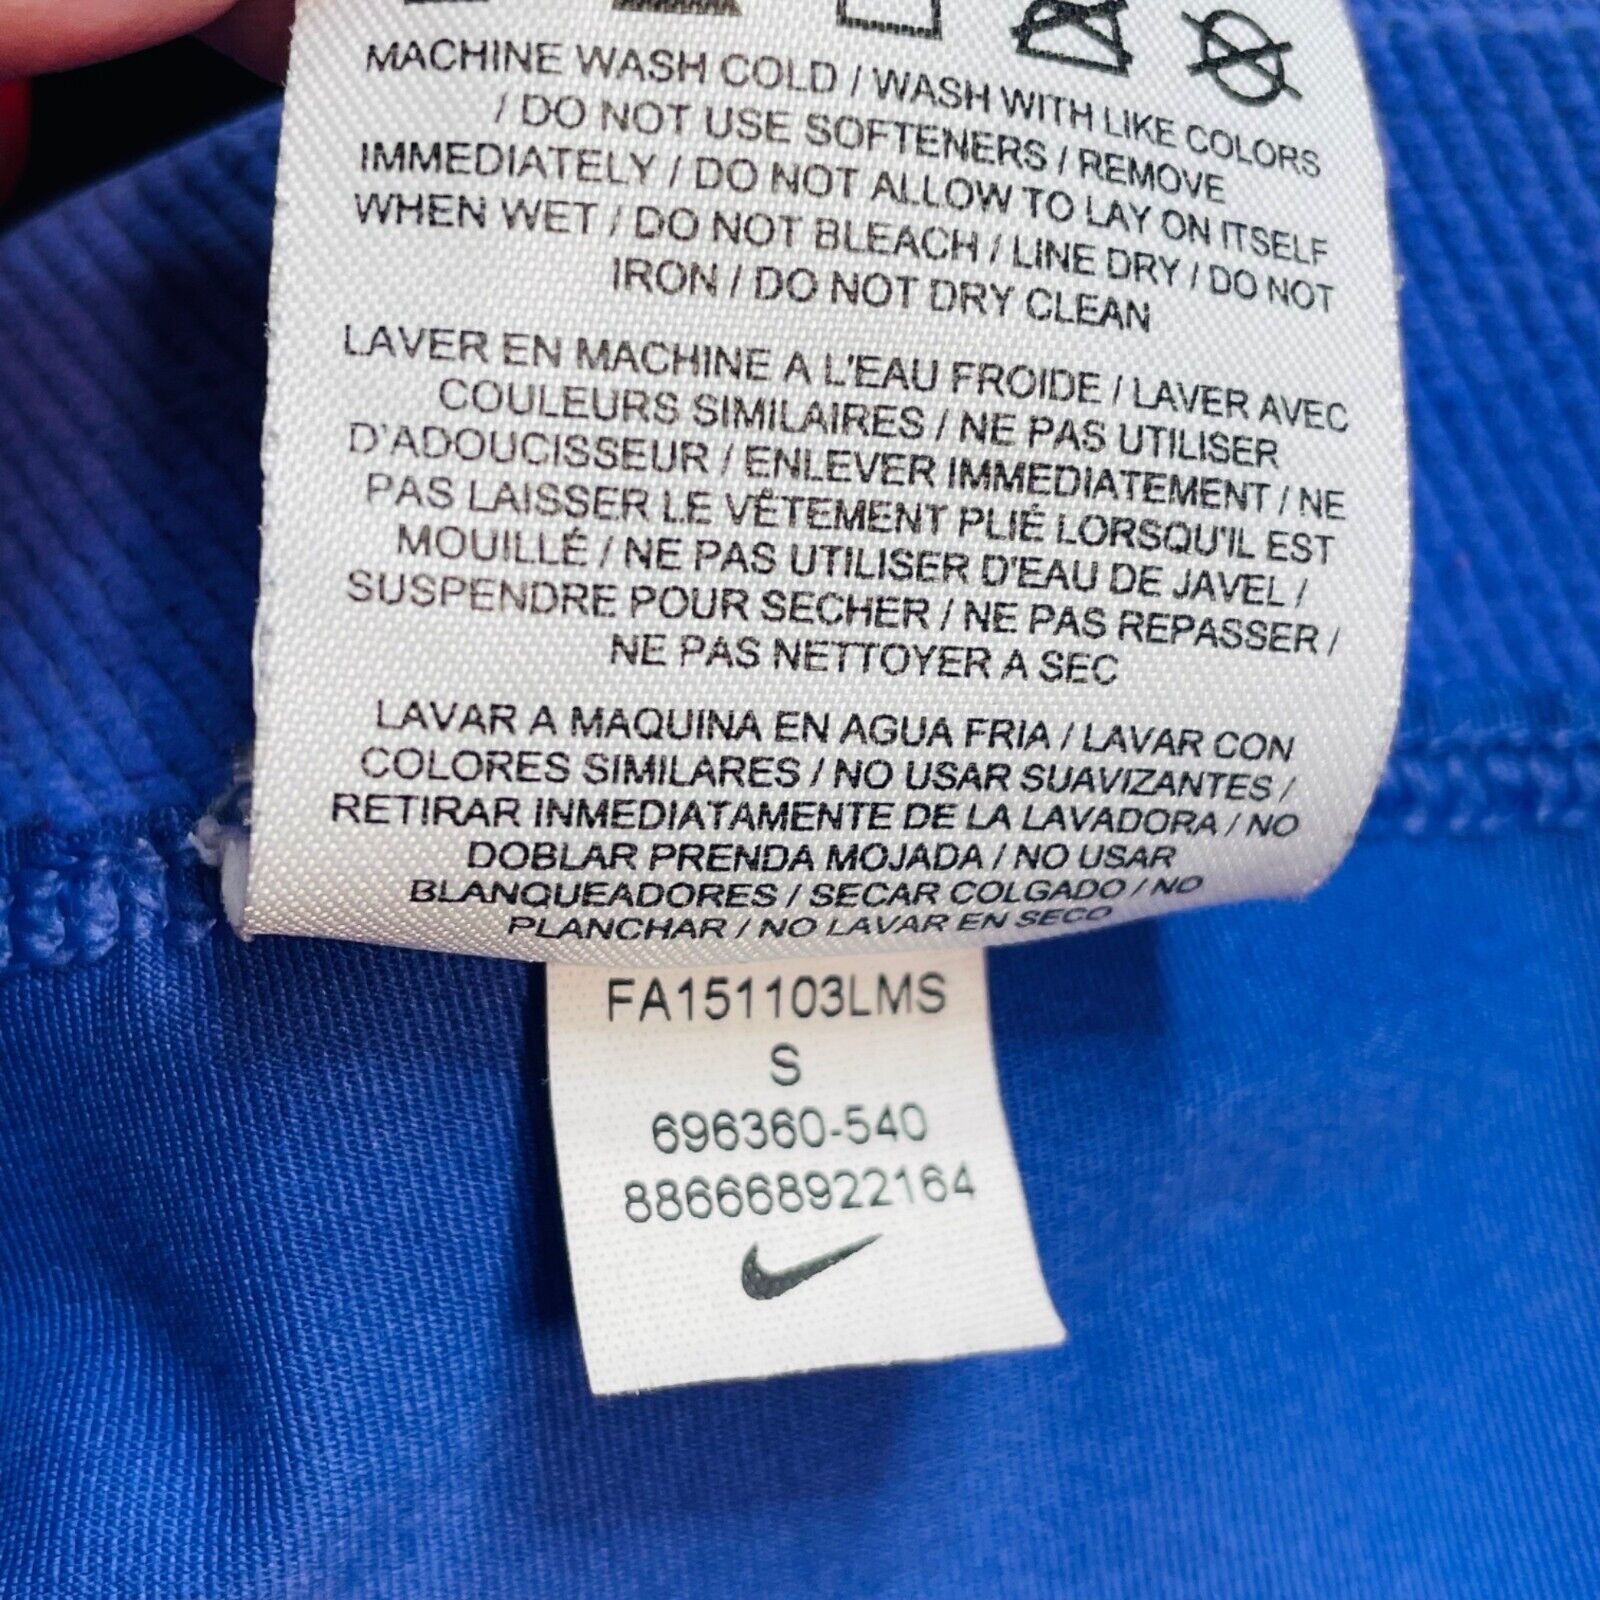 MACHINE WASH COLD / WASH WITH LIKE COLORS
/ DO NOT USE SOFTENERS / REMOVE
IMMEDIATELY / DO NOT ALLOW TO LAY ON ITSELF
WHEN WET / DO NOT BLEACH / LINE DRY / DO NOT
IRON / DO NOT DRY CLEAN
LAVER EN MACHINE A L'EAU FROIDE / LAVER AVEC
COULEURS SIMILAIRES / NE PAS UTILISER
D'ADOUCISSEUR / ENLEVER IMMEDIATEMENT / NE
PAS LAISSER LE VÊTEMENT PLIÉ LORSQU'IL EST
MOUILLÉ / NE PAS UTILISER D'EAU DE JAVEL /
SUSPENDRE POUR SECHER / NE PAS REPASSER /
NE PAS NETTOYER A SEC
LAVAR A MAQUINA EN AGUA FRIA / LAVAR CON
COLORES SIMILARES / NO USAR SUAVIZANTES /
RETIRAR INMEDIATAMENTE DE LA LAVADORA / NO
DOBLAR PRENDA MOJADA / NO USAR
BLANQUEADORES / SECAR COLGADO / NO
PLANCHAR / NO LAVAR EN SECO
FA151103LMS
S
696360-540
886668922164